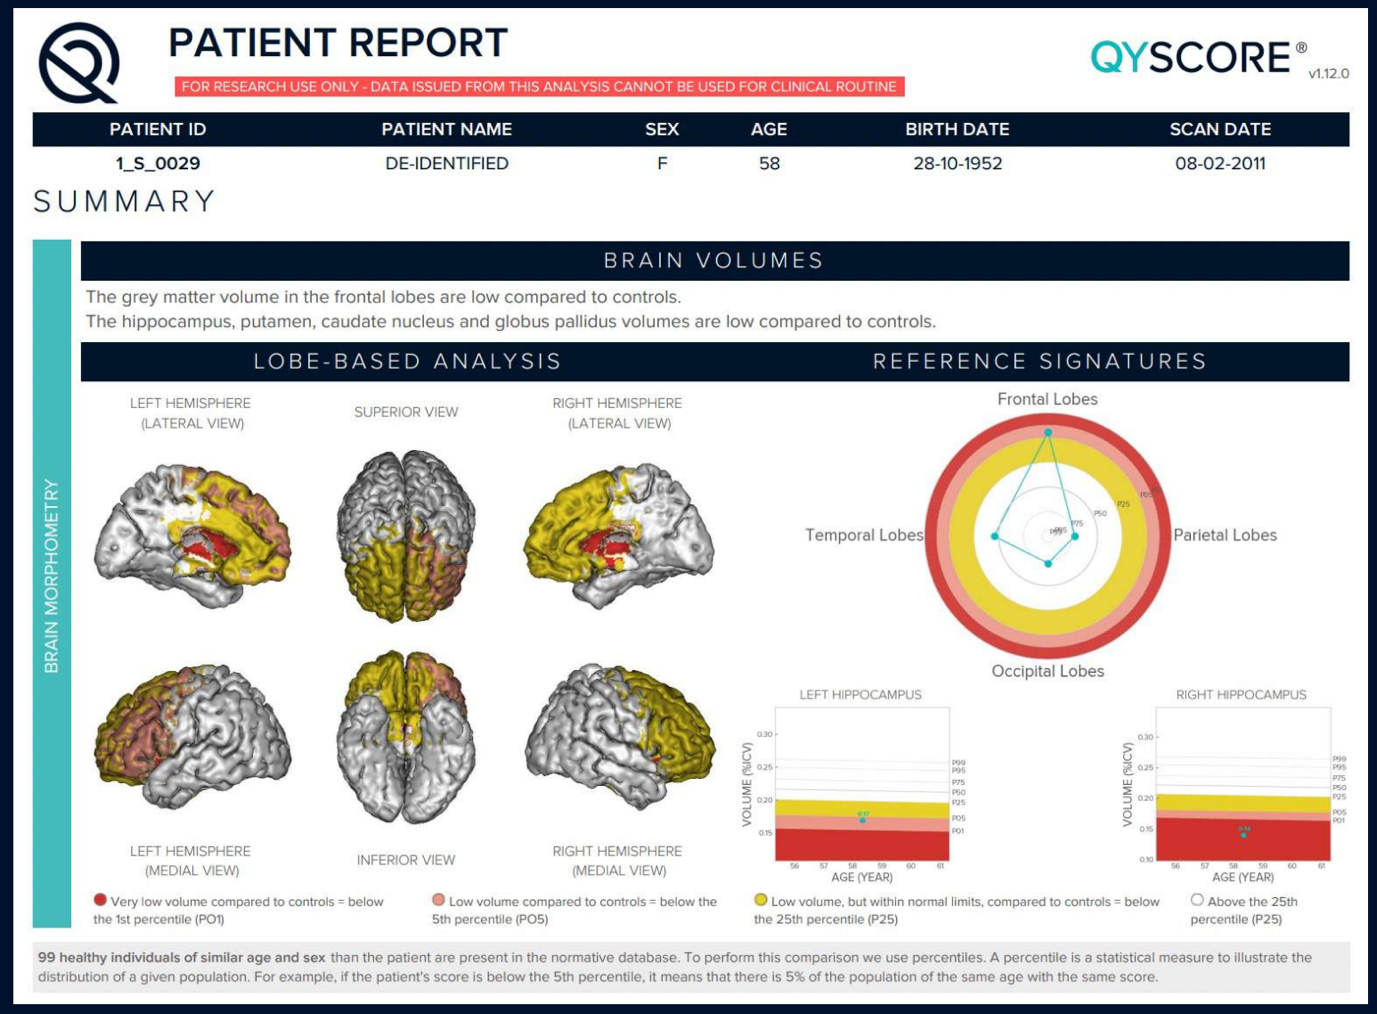 PATIENT REPORT
FOR RESEARCH USE ONLY - DATA ISSUED FROM THIS ANALYSIS CANNOT BE USED FOR CLINICAL ROUTINE
QYSCORE®
v1.12.0
PATIENT ID PATIENT NAME SEX AGE BIRTH DATE SCAN DATE
1_S_0029 DE-IDENTIFIED F 58 28-10-1952 08-02-2011
SUMMARY
BRAIN MORPHOMETRY
BRAIN VOLUMES
The grey matter volume in the frontal lobes are low compared to controls.
The hippocampus, putamen, caudate nucleus and globus pallidus volumes are low compared to controls.
LOBE-BASED ANALYSIS
LEFT HEMISPHERE
(LATERAL VIEW)
SUPERIOR VIEW
RIGHT HEMISPHERE
(LATERAL VIEW)
LEFT HEMISPHERE
(MEDIAL VIEW)
INFERIOR VIEW
RIGHT HEMISPHERE
(MEDIAL VIEW)
REFERENCE SIGNATURES
Frontal Lobes
Temporal Lobes
Parietal Lobes
Occipital Lobes
P25
P50
P75
LEFT HIPPOCAMPUS
VOLUME (%ICV)
0.30
0.25
0.20
0.15
P99
P95
P75
P50
P25
P05
P01
0.17
56 57 58 59 60 61
AGE (YEAR)
RIGHT HIPPOCAMPUS
VOLUME (%ICV)
0.30
0.25
0.20
0.15
0.10
P99
P95
P75
P50
P25
P05
P01
0.14
56 57 58 59 60 61
AGE (YEAR)
Very low volume compared to controls = below
the 1st percentile (PO1)
Low volume compared to controls = below the
5th percentile (PO5)
Low volume, but within normal limits, compared to controls = below
the 25th percentile (P25)
Above the 25th
percentile (P25)
99 healthy individuals of similar age and sex than the patient are present in the normative database. To perform this comparison we use percentiles. A percentile is a statistical measure to illustrate the
distribution of a given population. For example, if the patient's score is below the 5th percentile, it means that there is 5% of the population of the same age with the same score.